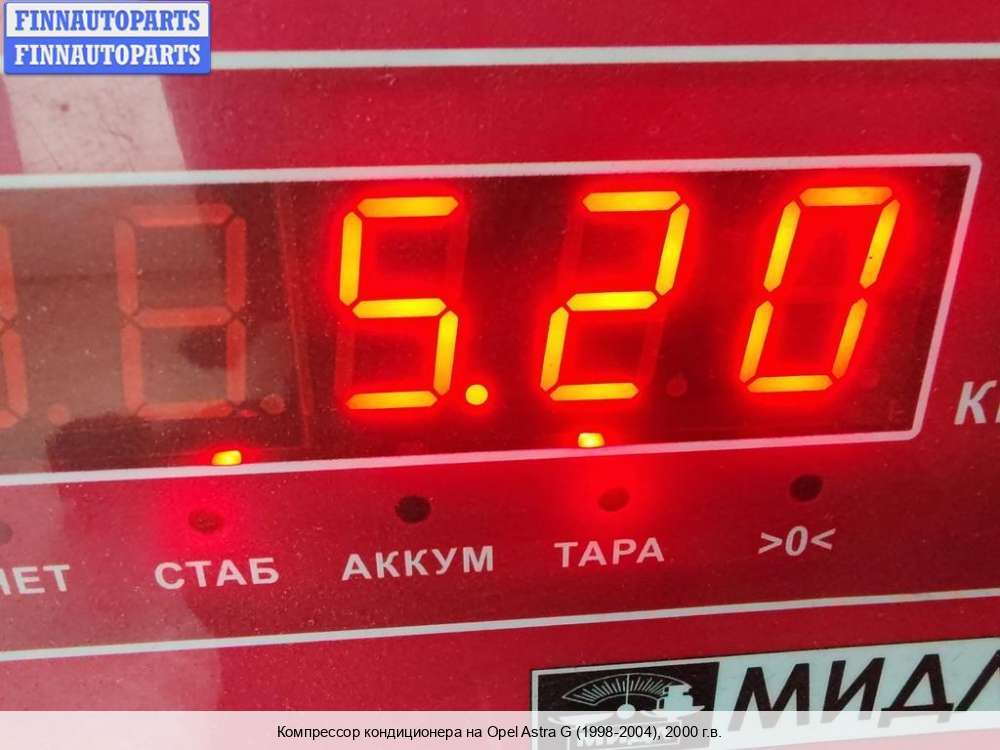 FINNAUTOPARTS
FINNAUTOPARTS
5.20
СТАБ АККУМ ТАРА >0<
Компрессор кондиционера на Opel Astra G (1998-2004), 2000 г.в.